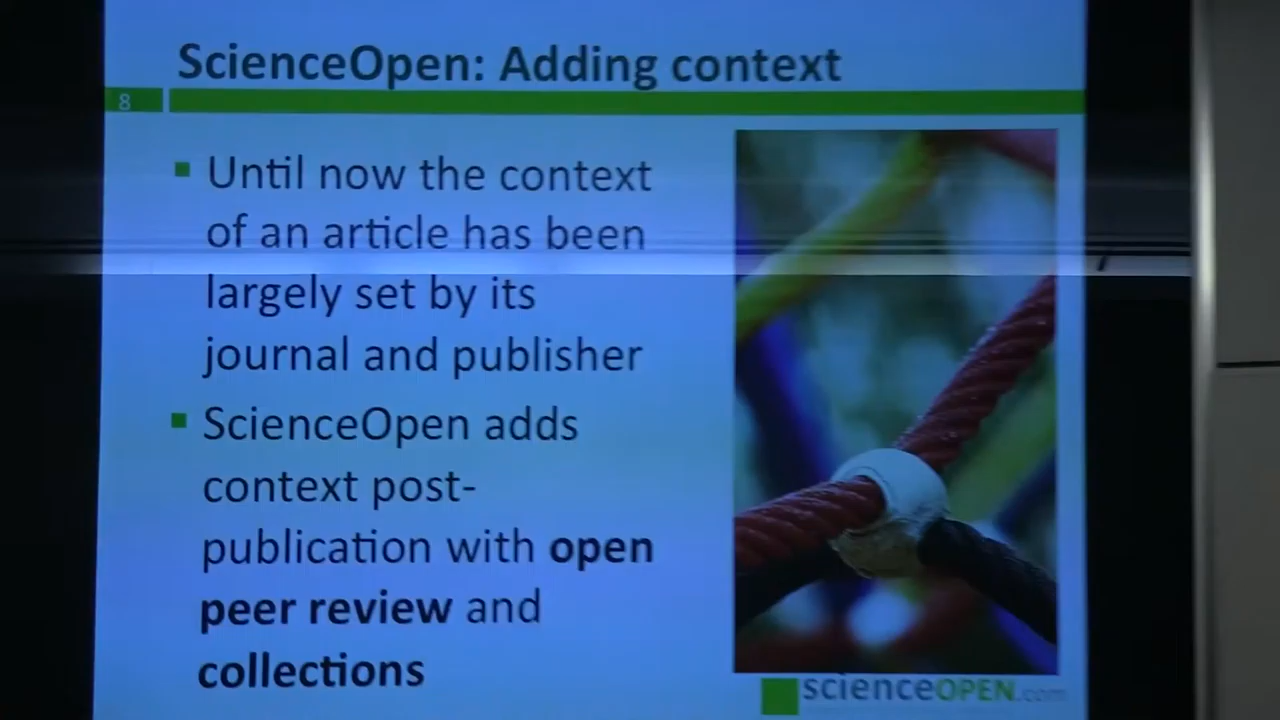 ScienceOpen: Adding context
8
Until now the context
of an article has been
largely set by its
journal and publisher
ScienceOpen adds
context post-
publication with open
peer review and
collections
scienceOPEN.com